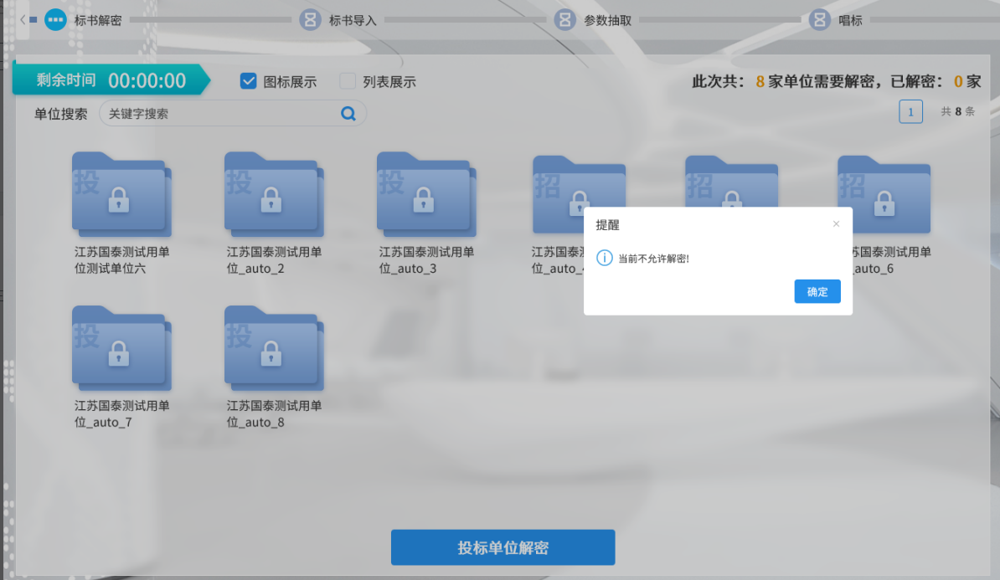 标书解密
标书导入
参数抽取
唱标
剩余时间 00:00:00
图标展示
列表展示
此次共： 8 家单位需要解密，已解密： 0 家
单位搜索
关键字搜索
1
共 8 条
投
投
投
招
招
招
江苏国泰测试用单
位测试单位六
江苏国泰测试用单
位_auto_2
江苏国泰测试用单
位_auto_3
江苏国泰
位_auto_
苏国泰测试用单
auto_6
提醒
当前不允许解密!
确定
投
投
江苏国泰测试用单
位_auto_7
江苏国泰测试用单
位_auto_8
投标单位解密